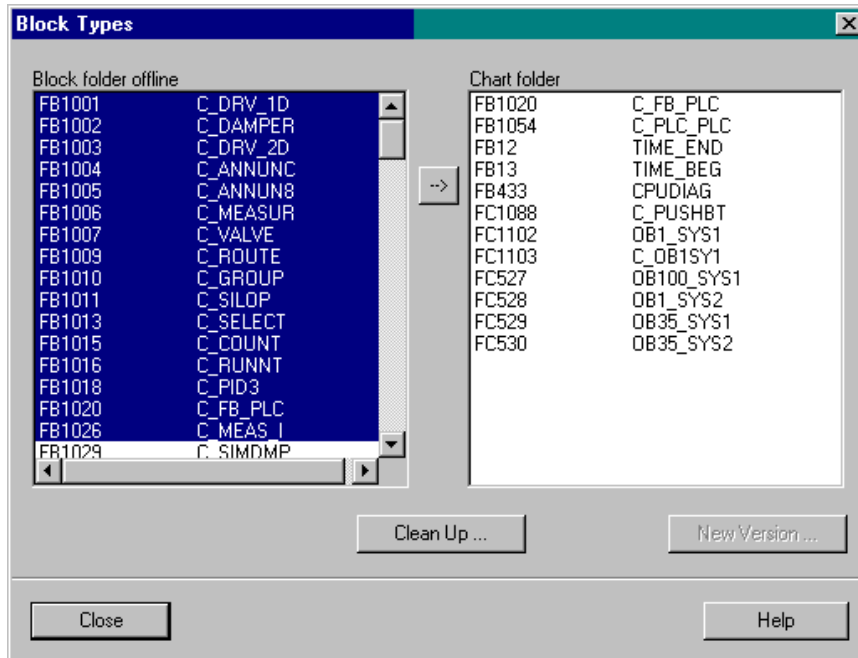 Block Types
Block folder offline
FB1001 C_DRV_1D
FB1002 C_DAMPER
FB1003 C_DRV_2D
FB1004 C_ANNUNC
FB1005 C_ANNUN8
FB1006 C_MEASUR
FB1007 C_VALVE
FB1009 C_ROUTE
FB1010 C_GROUP
FB1011 C_SILOP
FB1013 C_SELECT
FB1015 C_COUNT
FB1016 C_RUNNT
FB1018 C_PID3
FB1020 C_FB_PLC
FB1026 C_MEAS_I
FB1029 C_SIMDMP
-->
Chart folder
FB1020 C_FB_PLC
FB1054 C_PLC_PLC
FB12 TIME_END
FB13 TIME_BEG
FB433 CPUDIAG
FC1088 C_PUSHBT
FC1102 OB1_SYS1
FC1103 C_OB1SY1
FC527 OB100_SYS1
FC528 OB1_SYS2
FC529 OB35_SYS1
FC530 OB35_SYS2
Clean Up ...
New Version ...
Close
Help